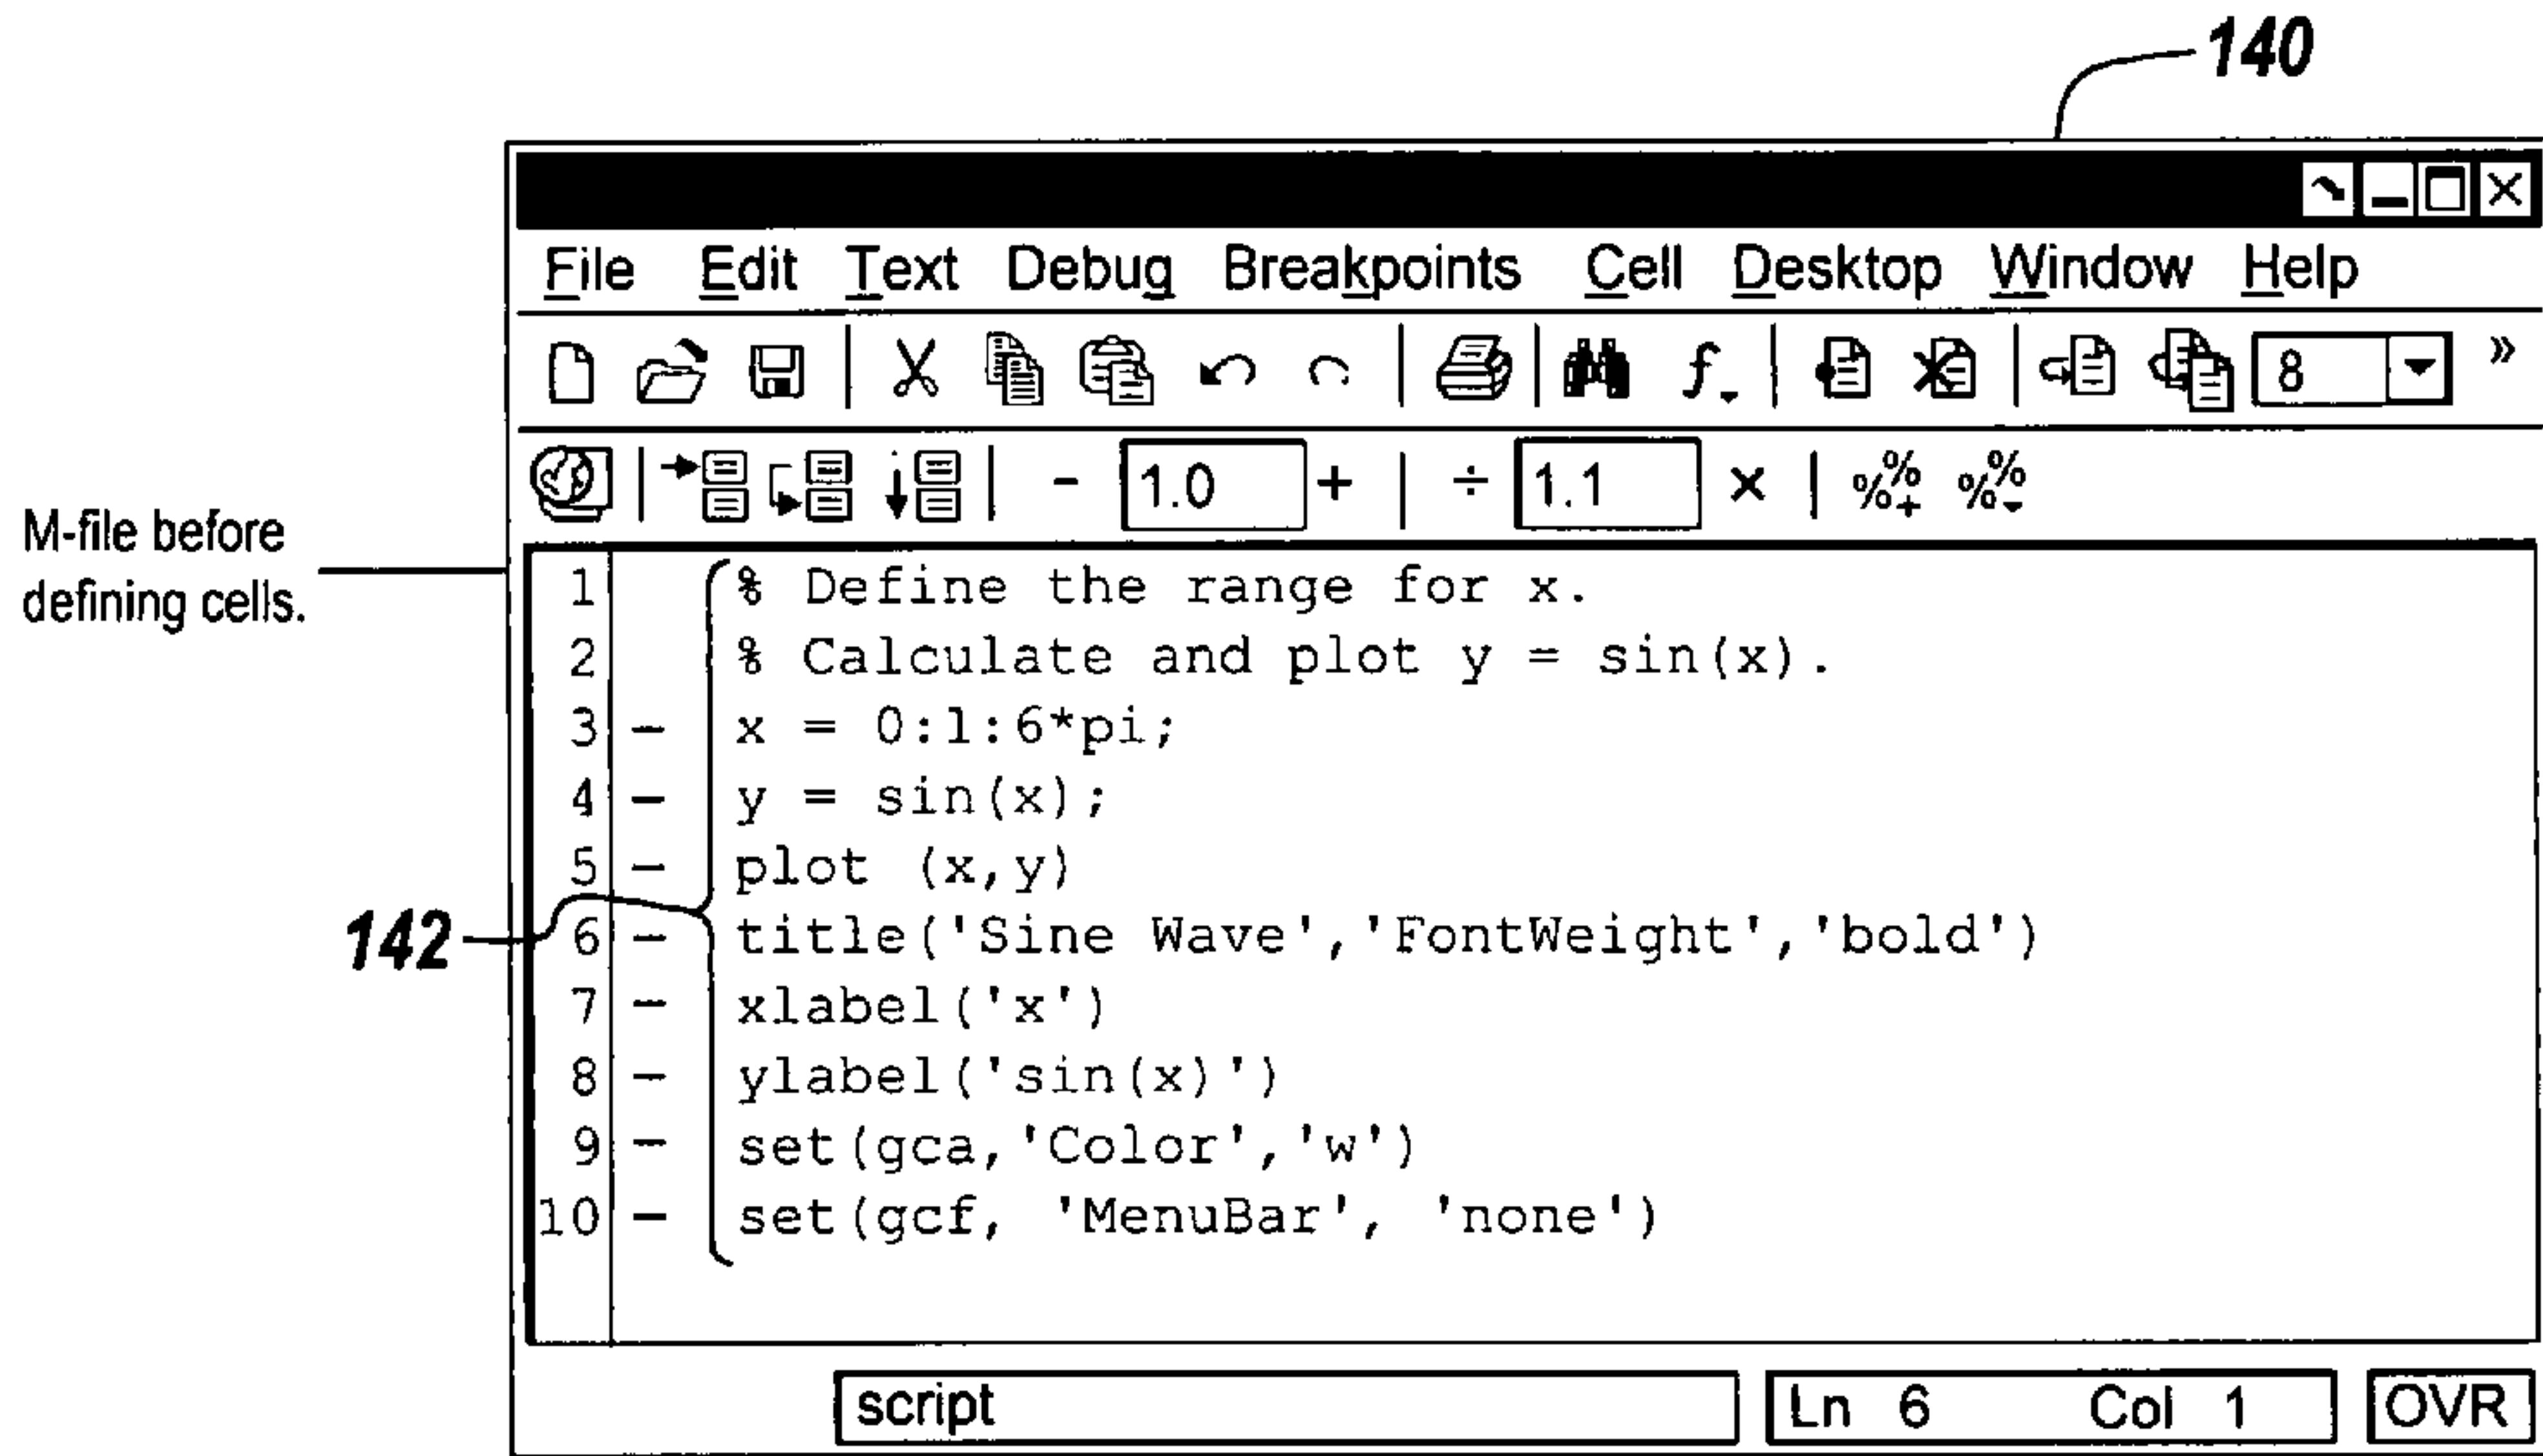 140
File Edit Text Debug Breakpoints Cell Desktop Window Help
8 »
- 1.0 + ÷ 1.1 × %%+ %%
M-file before
defining cells.
1 % Define the range for x.
2 % Calculate and plot y = sin(x).
3 - x = 0:1:6*pi;
4 - y = sin(x);
5 - plot (x,y)
142
6 - title('Sine Wave','FontWeight','bold')
7 - xlabel('x')
8 - ylabel('sin(x)')
9 - set(gca,'Color','w')
10 - set(gcf, 'MenuBar', 'none')
script Ln 6 Col 1 OVR